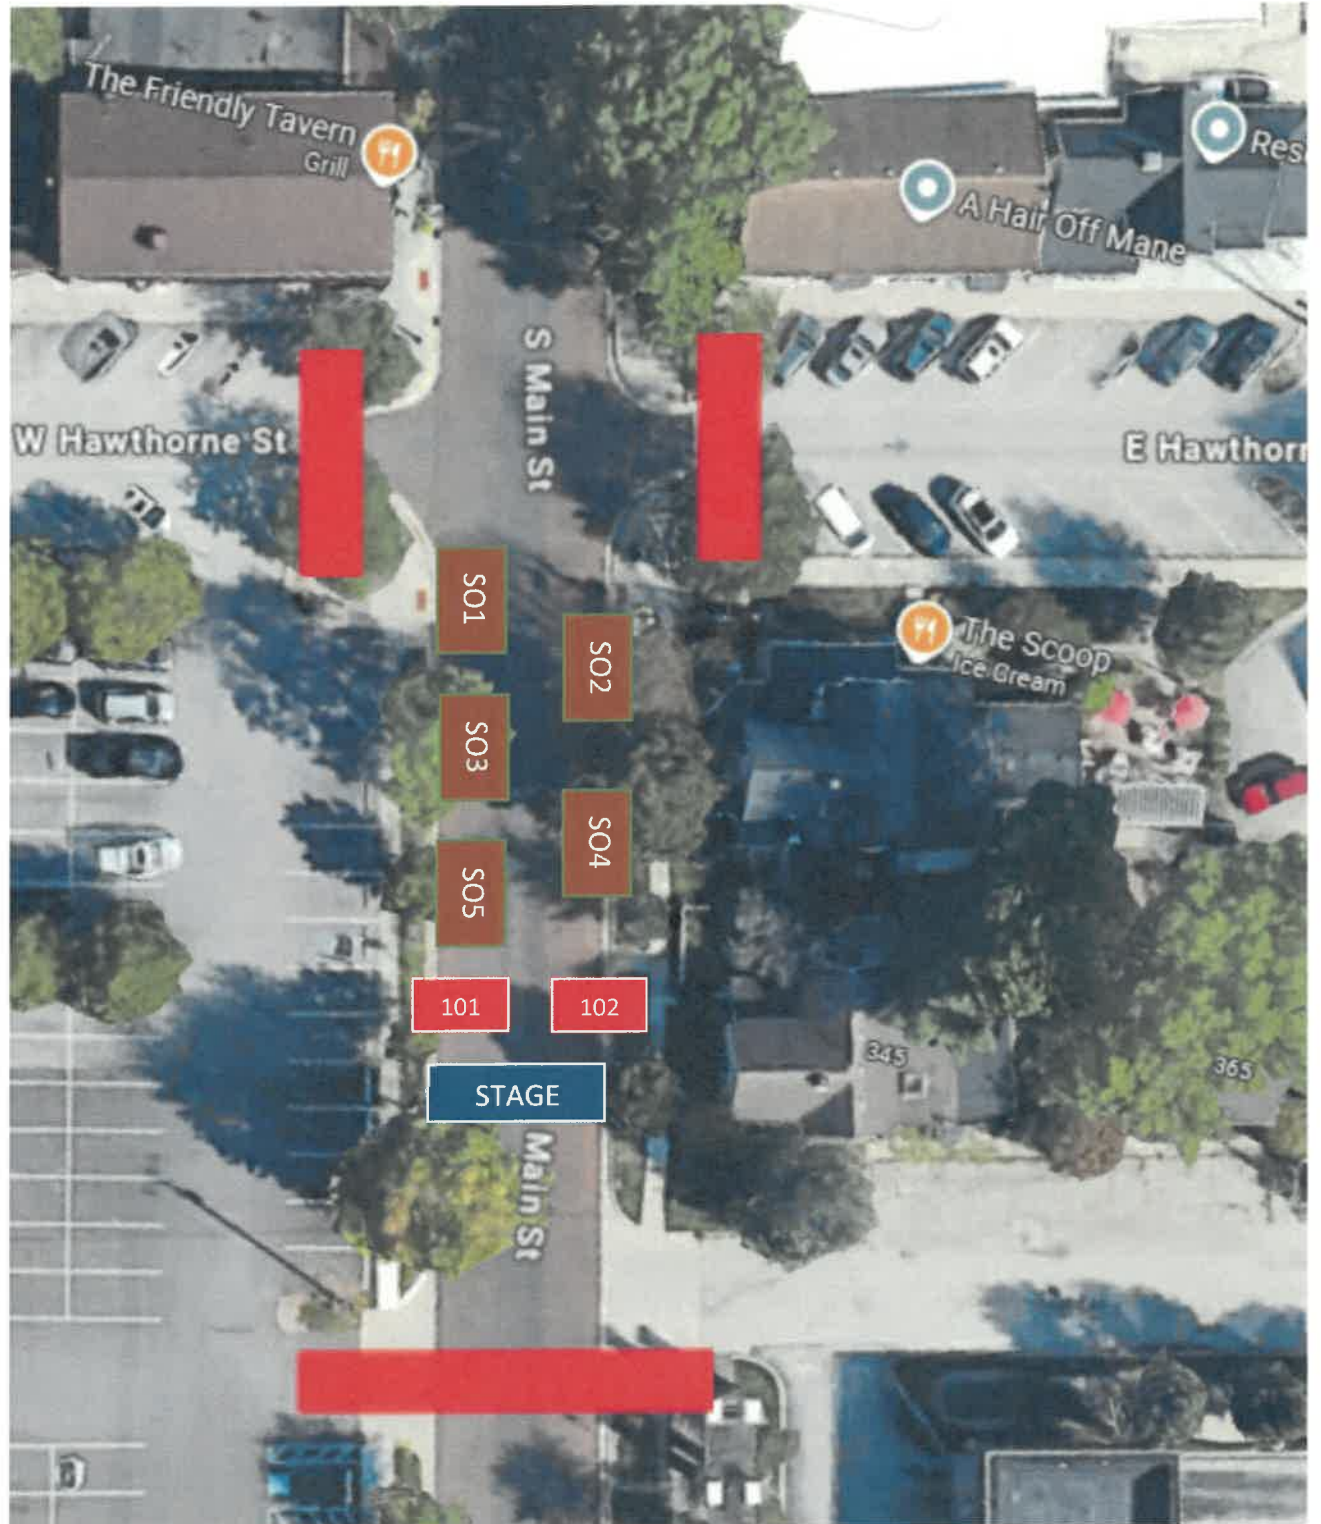 The Friendly Tavern
Grill
A Hair Off Mane
Res
S Main St
W Hawthorne St
E Hawthorn
SO1
SO2
The Scoop
Ice Cream
SO3
SO4
SO5
101
102
345
365
STAGE
Main St